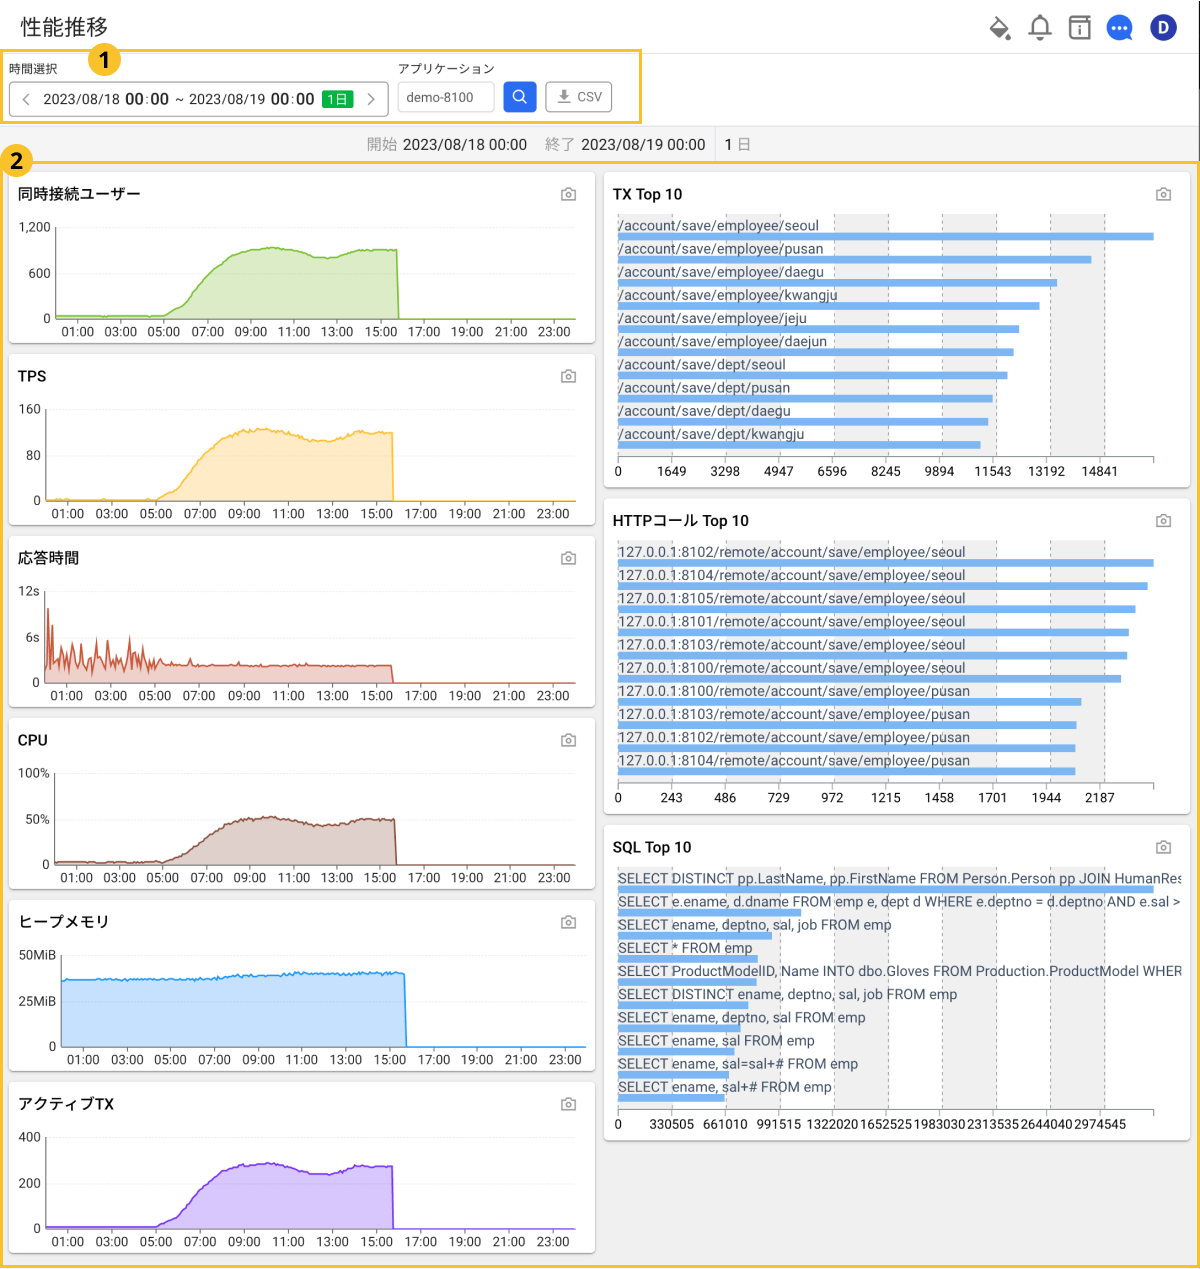 性能推移
D
1
時間選択
アプリケーション
2023/08/18 00:00 ~ 2023/08/19 00:00 1日
demo-8100
CSV
開始 2023/08/18 00:00 終了 2023/08/19 00:00 1 日
2
同時接続ユーザー
1,200
600
0
01:00 03:00 05:00 07:00 09:00 11:00 13:00 15:00 17:00 19:00 21:00 23:00
TPS
160
80
0
01:00 03:00 05:00 07:00 09:00 11:00 13:00 15:00 17:00 19:00 21:00 23:00
応答時間
12s
6s
0
01:00 03:00 05:00 07:00 09:00 11:00 13:00 15:00 17:00 19:00 21:00 23:00
CPU
100%
50%
0
01:00 03:00 05:00 07:00 09:00 11:00 13:00 15:00 17:00 19:00 21:00 23:00
ヒープメモリ
50MiB
25MiB
0
01:00 03:00 05:00 07:00 09:00 11:00 13:00 15:00 17:00 19:00 21:00 23:00
アクティブTX
400
200
0
01:00 03:00 05:00 07:00 09:00 11:00 13:00 15:00 17:00 19:00 21:00 23:00
TX Top 10
/account/save/employee/seoul
/account/save/employee/pusan
/account/save/employee/daegu
/account/save/employee/kwangju
/account/save/employee/jeju
/account/save/employee/daejun
/account/save/dept/seoul
/account/save/dept/pusan
/account/save/dept/daegu
/account/save/dept/kwangju
0 1649 3298 4947 6596 8245 9894 11543 13192 14841
HTTPコール Top 10
127.0.0.1:8102/remote/account/save/employee/seoul
127.0.0.1:8104/remote/account/save/employee/seoul
127.0.0.1:8105/remote/account/save/employee/seoul
127.0.0.1:8101/remote/account/save/employee/seoul
127.0.0.1:8103/remote/account/save/employee/seoul
127.0.0.1:8100/remote/account/save/employee/seoul
127.0.0.1:8100/remote/account/save/employee/pusan
127.0.0.1:8103/remote/account/save/employee/pusan
127.0.0.1:8102/remote/account/save/employee/pusan
127.0.0.1:8104/remote/account/save/employee/pusan
0 243 486 729 972 1215 1458 1701 1944 2187
SQL Top 10
SELECT DISTINCT pp.LastName, pp.FirstName FROM Person.Person pp JOIN HumanRes
SELECT e.ename, d.dname FROM emp e, dept d WHERE e.deptno = d.deptno AND e.sal >
SELECT ename, deptno, sal, job FROM emp
SELECT * FROM emp
SELECT ProductModelID, Name INTO dbo.Gloves FROM Production.ProductModel WHER
SELECT DISTINCT ename, deptno, sal, job FROM emp
SELECT ename, deptno, sal FROM emp
SELECT ename, sal FROM emp
SELECT ename, sal=sal+# FROM emp
SELECT ename, sal+# FROM emp
0 330505 661010 991515 1322020 1652525 1983030 2313535 2644040 2974545